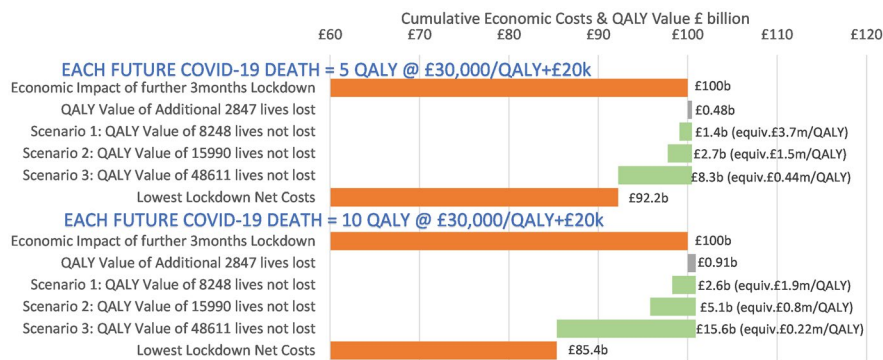 Cumulative Economic Costs & QALY Value £ billion
£60 £70 £80 £90 £100 £110 £120
EACH FUTURE COVID-19 DEATH = 5 QALY @ £30,000/QALY+£20k
Economic Impact of further 3months Lockdown £100b
QALY Value of Additional 2847 lives lost £0.48b
Scenario 1: QALY Value of 8248 lives not lost £1.4b (equiv.£3.7m/QALY)
Scenario 2: QALY Value of 15990 lives not lost £2.7b (equiv.£1.5m/QALY)
Scenario 3: QALY Value of 48611 lives not lost £8.3b (equiv.£0.44m/QALY)
Lowest Lockdown Net Costs £92.2b
EACH FUTURE COVID-19 DEATH = 10 QALY @ £30,000/QALY+£20k
Economic Impact of further 3months Lockdown £100b
QALY Value of Additional 2847 lives lost £0.91b
Scenario 1: QALY Value of 8248 lives not lost £2.6b (equiv.£1.9m/QALY)
Scenario 2: QALY Value of 15990 lives not lost £5.1b (equiv.£0.8m/QALY)
Scenario 3: QALY Value of 48611 lives not lost £15.6b (equiv.£0.22m/QALY)
Lowest Lockdown Net Costs £85.4b